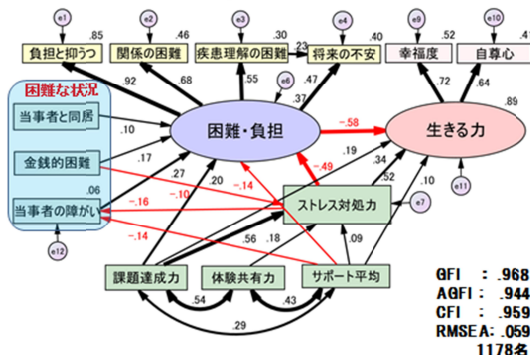 e1
.85
e2
.46
e3
.30
e4
.40
e9
.52
e10
.41
負担と抑うつ
関係の困難
疾患理解の困難
.23
将来の不安
幸福度
自尊心
.92
.68
.55
.47
.72
.64
困難な状況
e6
.37
.89
当事者と同居
.10
困難・負担
-.58
生きる力
金銭的困難
.17
-.49
.19
.34
e11
.06
.27
-.10
.20
-.14
.52
.10
当事者の障がい
-.16
ストレス対処力
e7
e12
-.14
.56
.18
.09
課題達成力
体験共有力
サポート平均
.54
.43
.29
GFI : .968
AGFI : .944
CFI : .959
RMSEA: .059
1178名